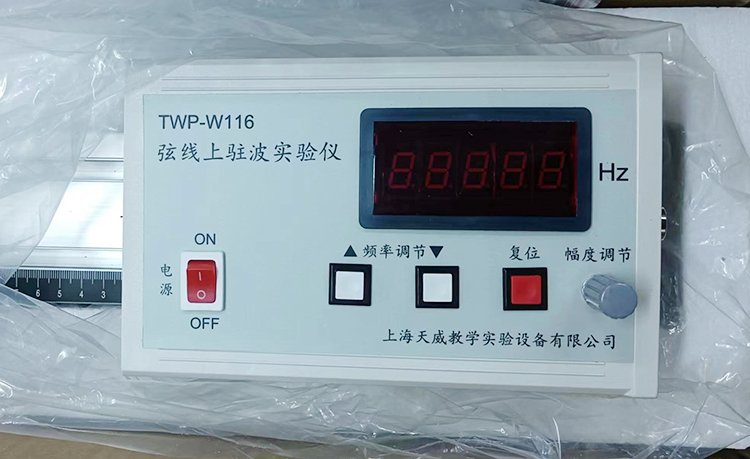 TWP-W116
弦线上驻波实验仪
88888
Hz
ON
电源
OFF
▲ 频率调节 ▼
复位
幅度调节
上海天威教学实验设备有限公司
6 5 4 3